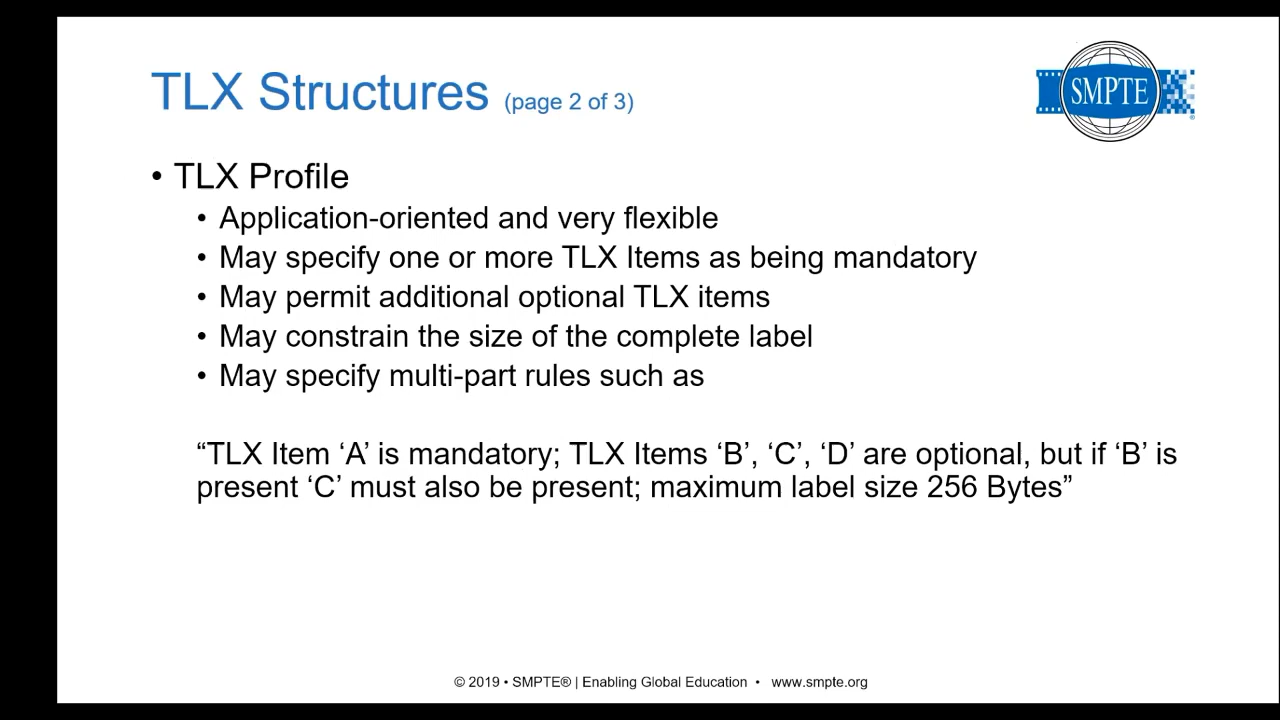 TLX Structures (page 2 of 3)
SMPTE
®
• TLX Profile
• Application-oriented and very flexible
• May specify one or more TLX Items as being mandatory
• May permit additional optional TLX items
• May constrain the size of the complete label
• May specify multi-part rules such as
“TLX Item ‘A’ is mandatory; TLX Items ‘B’, ‘C’, ‘D’ are optional, but if ‘B’ is
present ‘C’ must also be present; maximum label size 256 Bytes”
© 2019 • SMPTE® | Enabling Global Education • www.smpte.org